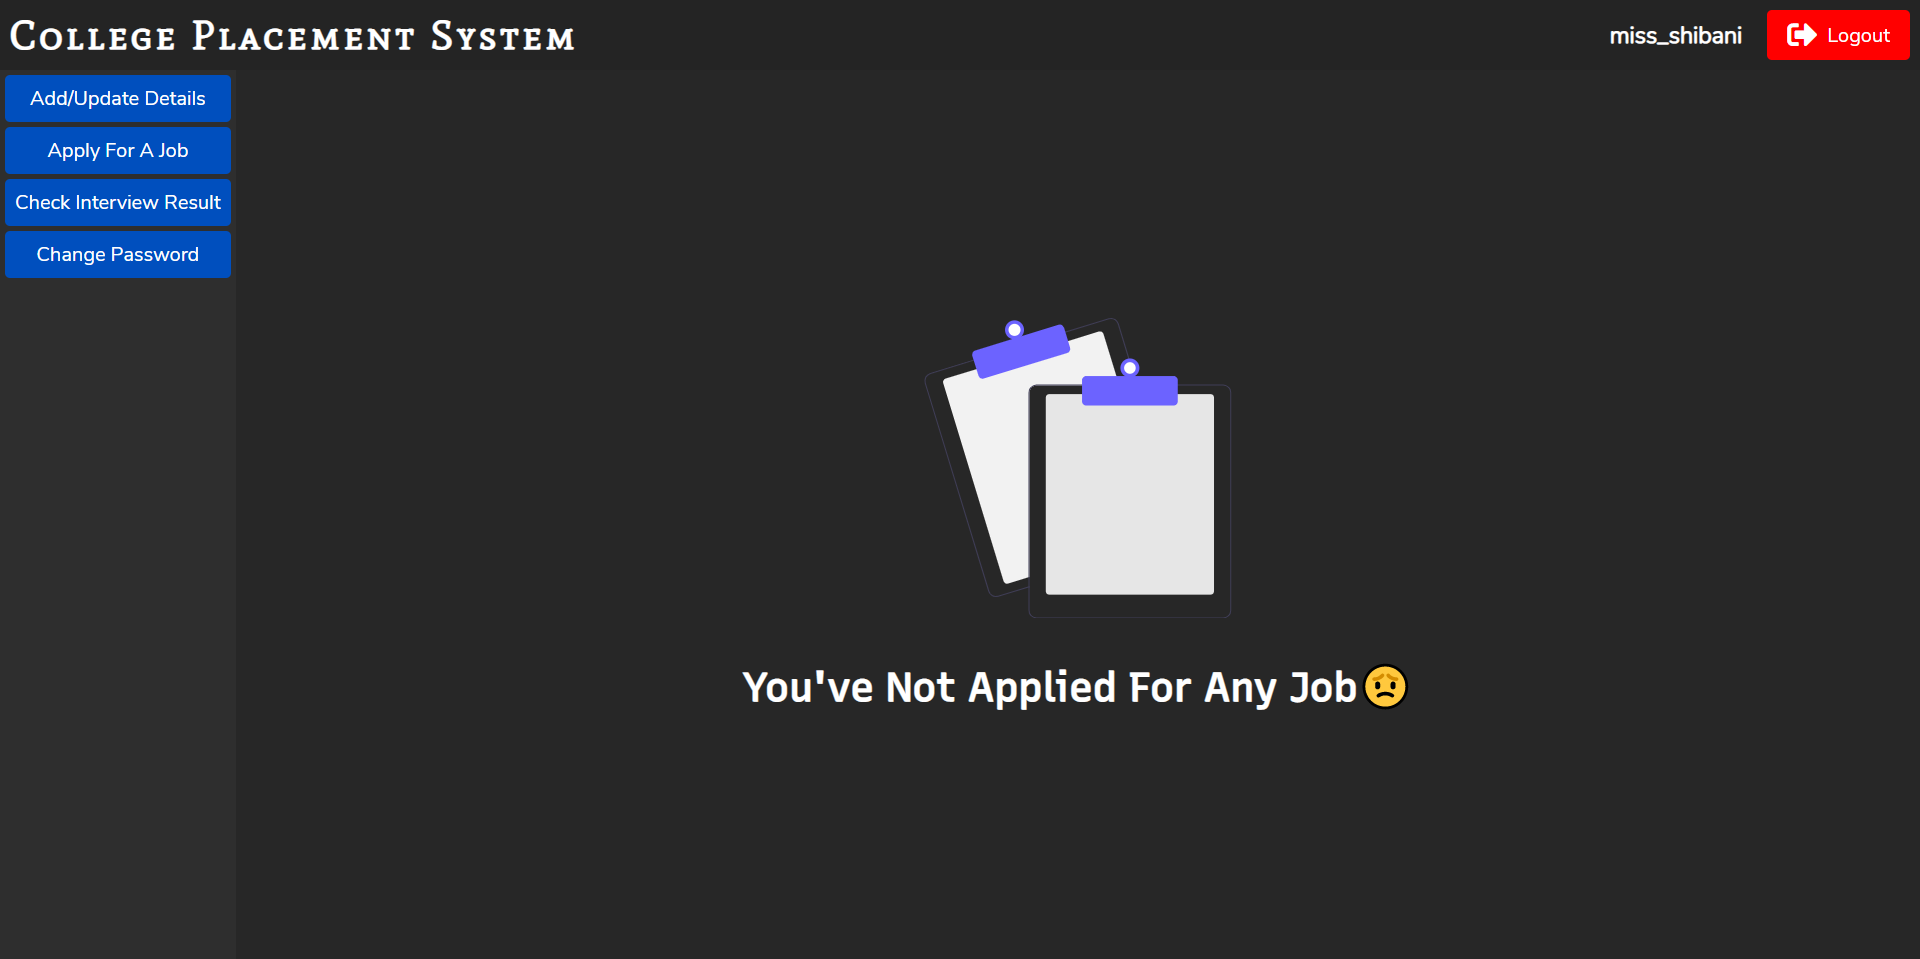 College Placement System
miss_shibani
Logout
Add/Update Details
Apply For A Job
Check Interview Result
Change Password
You've Not Applied For Any Job😟